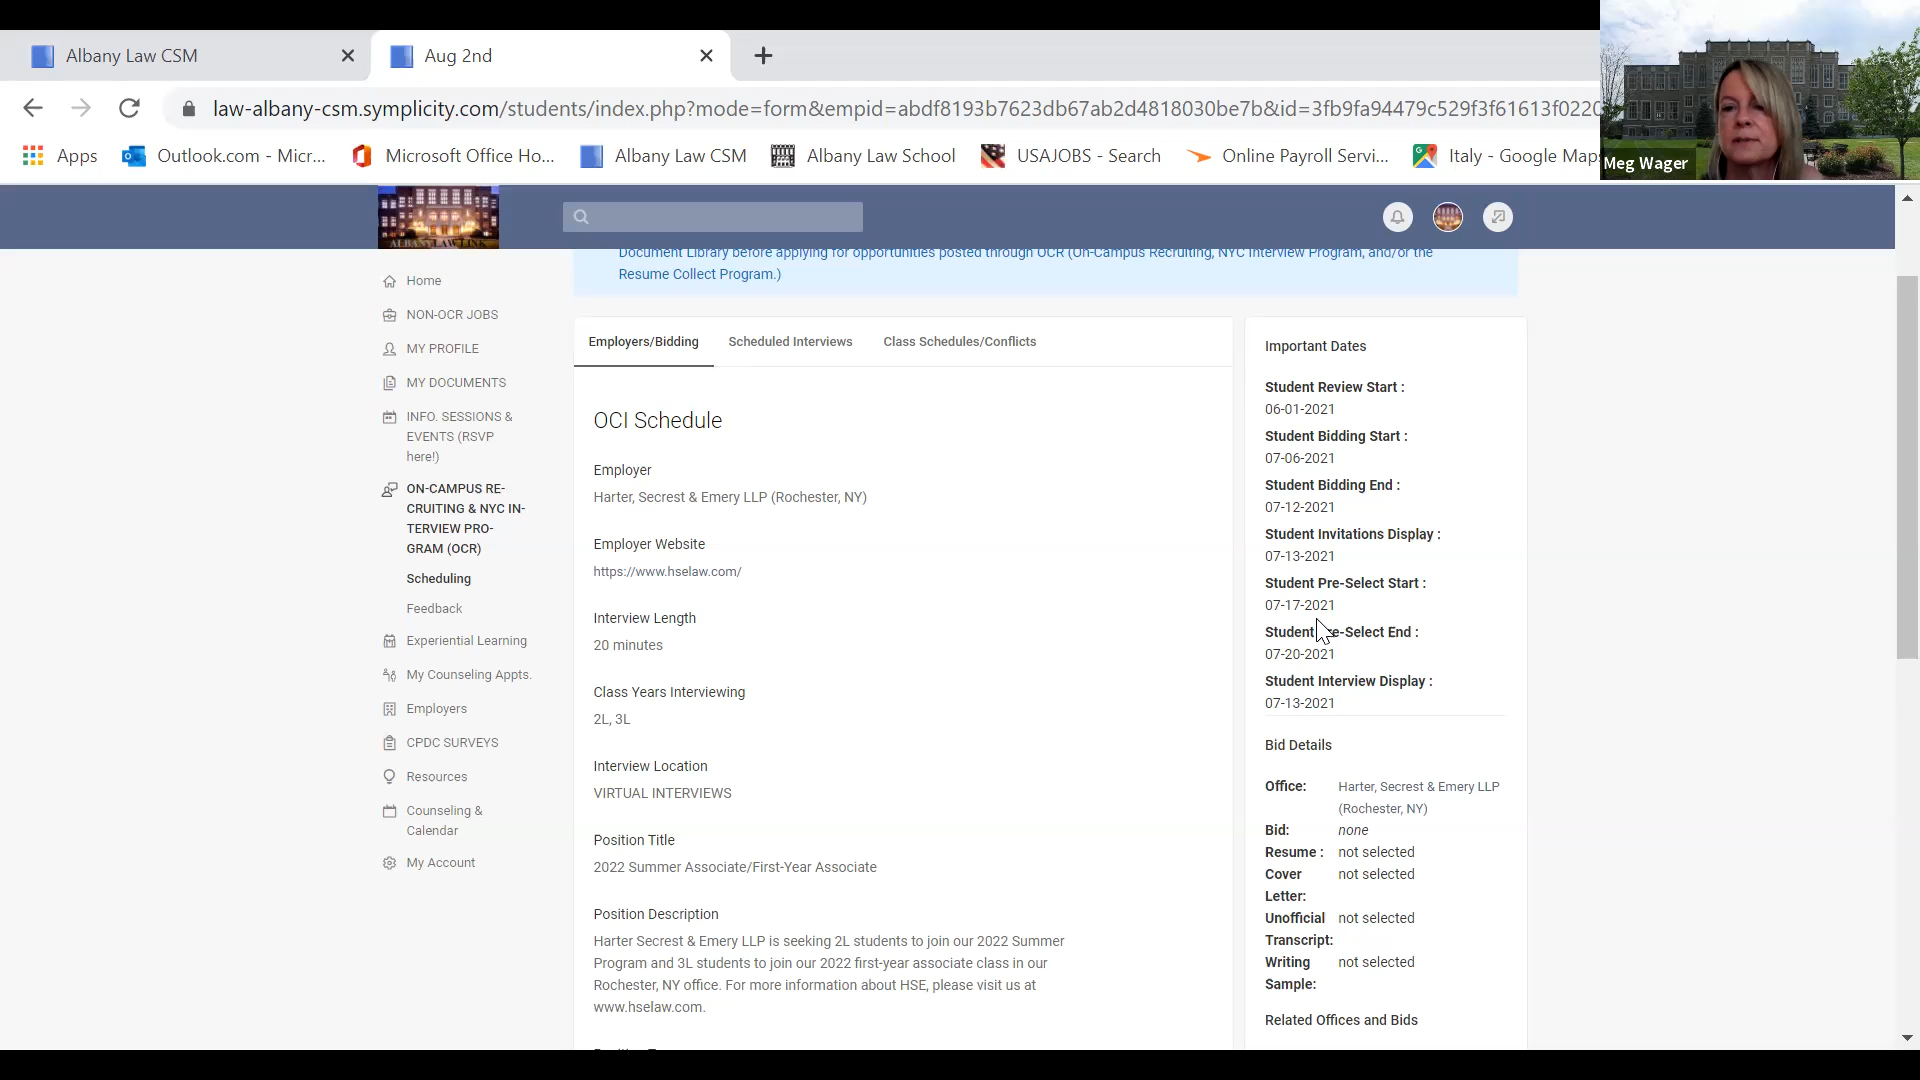 Albany Law CSM
Aug 2nd
law-albany-csm.symplicity.com/students/index.php?mode=form&empid=abdf8193b7623db67ab2d4818030be7b&id=3fb9fa94479c529f3f61613f0220
Apps
Outlook.com - Micr...
Microsoft Office Ho...
Albany Law CSM
Albany Law School
USAJOBS - Search
Online Payroll Servi...
Italy - Google Maps
Meg Wager
ALBANY LAW LINK
Document Library before applying for opportunities posted through OCR (On-Campus Recruiting, NYC Interview Program, and/or the
Resume Collect Program.)
Home
NON-OCR JOBS
MY PROFILE
MY DOCUMENTS
INFO. SESSIONS &
EVENTS (RSVP
here!)
ON-CAMPUS RE-
CRUITING & NYC IN-
TERVIEW PRO-
GRAM (OCR)
Scheduling
Feedback
Experiential Learning
My Counseling Appts.
Employers
CPDC SURVEYS
Resources
Counseling &
Calendar
My Account
Employers/Bidding
Scheduled Interviews
Class Schedules/Conflicts
OCI Schedule
Employer
Harter, Secrest & Emery LLP (Rochester, NY)
Employer Website
https://www.hselaw.com/
Interview Length
20 minutes
Class Years Interviewing
2L, 3L
Interview Location
VIRTUAL INTERVIEWS
Position Title
2022 Summer Associate/First-Year Associate
Position Description
Harter Secrest & Emery LLP is seeking 2L students to join our 2022 Summer
Program and 3L students to join our 2022 first-year associate class in our
Rochester, NY office. For more information about HSE, please visit us at
www.hselaw.com.
Important Dates
Student Review Start :
06-01-2021
Student Bidding Start :
07-06-2021
Student Bidding End :
07-12-2021
Student Invitations Display :
07-13-2021
Student Pre-Select Start :
07-17-2021
Student Pre-Select End :
07-20-2021
Student Interview Display :
07-13-2021
Bid Details
Office: Harter, Secrest & Emery LLP
(Rochester, NY)
Bid: none
Resume : not selected
Cover not selected
Letter:
Unofficial not selected
Transcript:
Writing not selected
Sample:
Related Offices and Bids